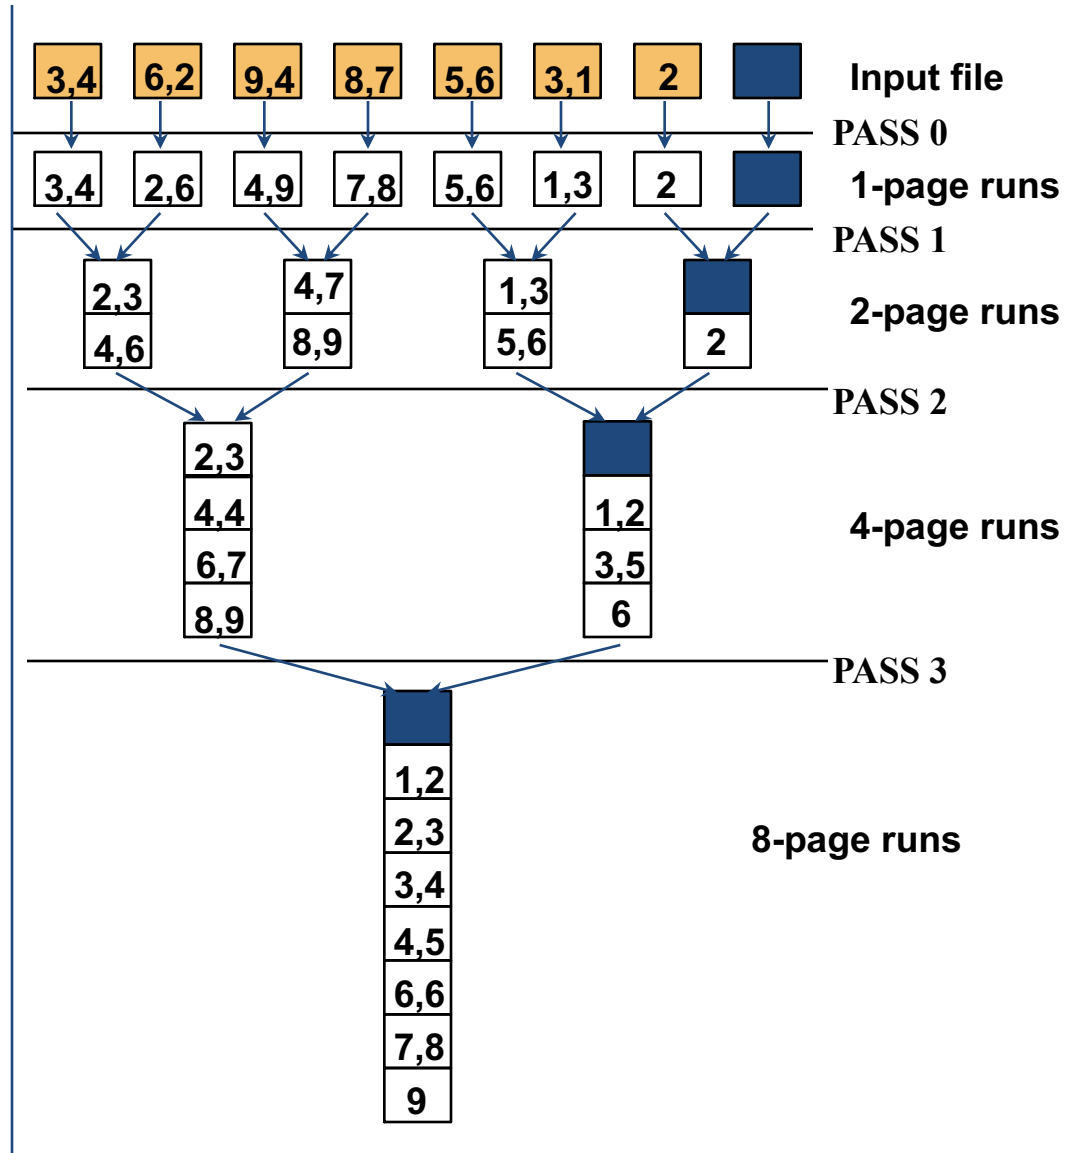 3,4 6,2 9,4 8,7 5,6 3,1 2 Input file
PASS 0
3,4 2,6 4,9 7,8 5,6 1,3 2 1-page runs
PASS 1
2,3 4,7 1,3
2-page runs
4,6 8,9 5,6 2
PASS 2
2,3
4,4 1,2
4-page runs
6,7 3,5
8,9 6
PASS 3
1,2
2,3
8-page runs
3,4
4,5
6,6
7,8
9